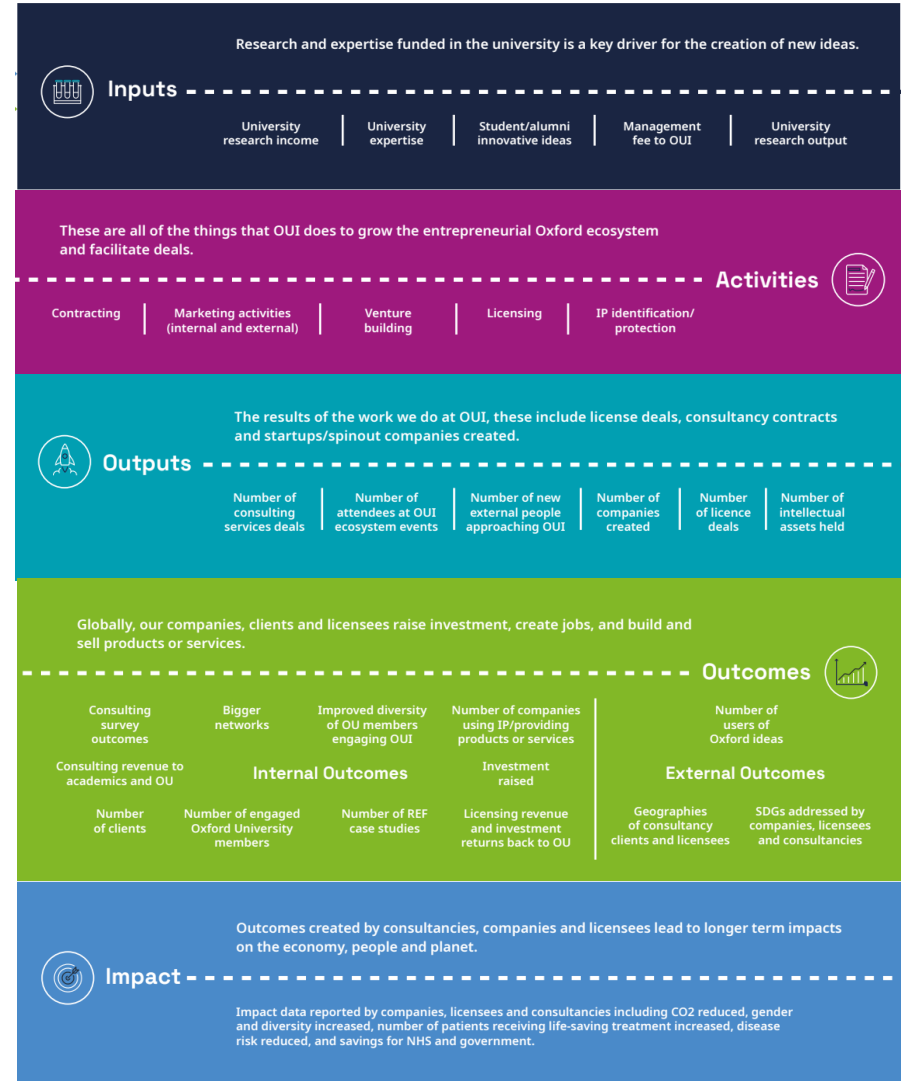 Research and expertise funded in the university is a key driver for the creation of new ideas.
Inputs
University
research income
University
expertise
Student/alumni
innovative ideas
Management
fee to OUI
University
research output
These are all of the things that OUI does to grow the entrepreneurial Oxford ecosystem
and facilitate deals.
Activities
Contracting
Marketing activities
(internal and external)
Venture
building
Licensing
IP identification/
protection
The results of the work we do at OUI, these include license deals, consultancy contracts
and startups/spinout companies created.
Outputs
Number of
consulting
services deals
Number of
attendees at OUI
ecosystem events
Number of new
external people
approaching OUI
Number of
companies
created
Number
of licence
deals
Number of
intellectual
assets held
Globally, our companies, clients and licensees raise investment, create jobs, and build and
sell products or services.
Outcomes
Consulting
survey
outcomes
Bigger
networks
Improved diversity
of OU members
engaging OUI
Number of companies
using IP/providing
products or services
Number of
users of
Oxford ideas
Consulting revenue to
academics and OU
Internal Outcomes
Investment
raised
External Outcomes
Number
of clients
Number of engaged
Oxford University
members
Number of REF
case studies
Licensing revenue
and investment
returns back to OU
Geographies
of consultancy
clients and licensees
SDGs addressed by
companies, licensees
and consultancies
Outcomes created by consultancies, companies and licensees lead to longer term impacts
on the economy, people and planet.
Impact
Impact data reported by companies, licensees and consultancies including CO2 reduced, gender
and diversity increased, number of patients receiving life-saving treatment increased, disease
risk reduced, and savings for NHS and government.